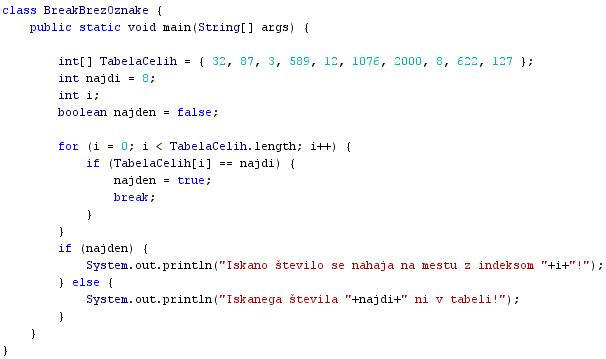 class BreakBrezOznake {
public static void main(String[] args) {
int[] TabelaCelih = { 32, 87, 3, 589, 12, 1076, 2000, 8, 622, 127 };
int najdi = 8;
int i;
boolean najden = false;
for (i = 0; i < TabelaCelih.length; i++) {
if (TabelaCelih[i] == najdi) {
najden = true;
break;
}
}
if (najden) {
System.out.println("Iskano število se nahaja na mestu z indeksom "+i+"!");
} else {
System.out.println("Iskanega števila "+najdi+" ni v tabeli!");
}
}
}